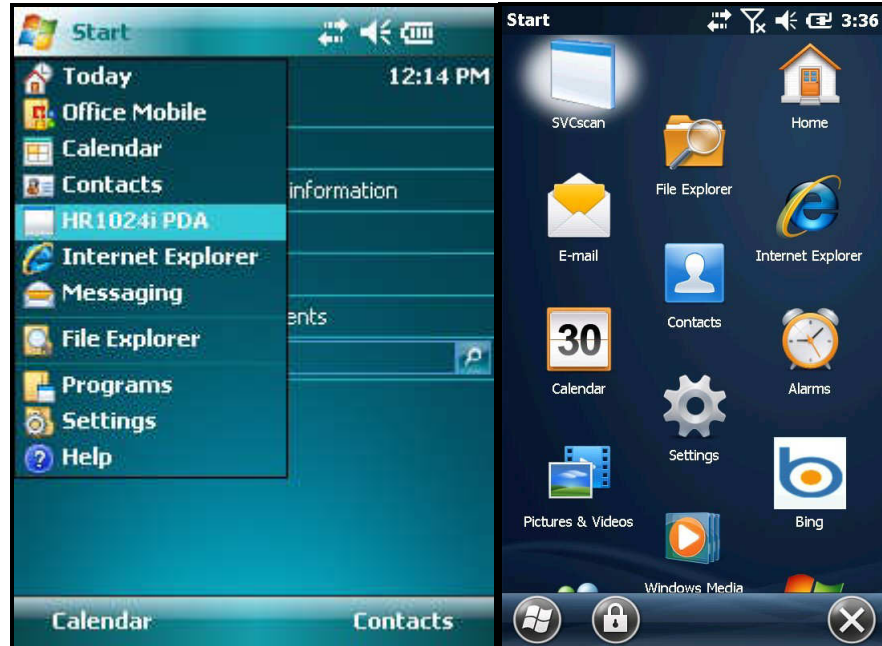 Start
12:14 PM
Today
Office Mobile
Calendar
Contacts
information
HR1024i PDA
Internet Explorer
Messaging
ents
File Explorer
Programs
Settings
Help
Calendar Contacts
Start 3:36
SVCscan
Home
File Explorer
E-mail
Internet Explorer
Contacts
30
Calendar
Alarms
Settings
Pictures & Videos
Bing
Windows Media